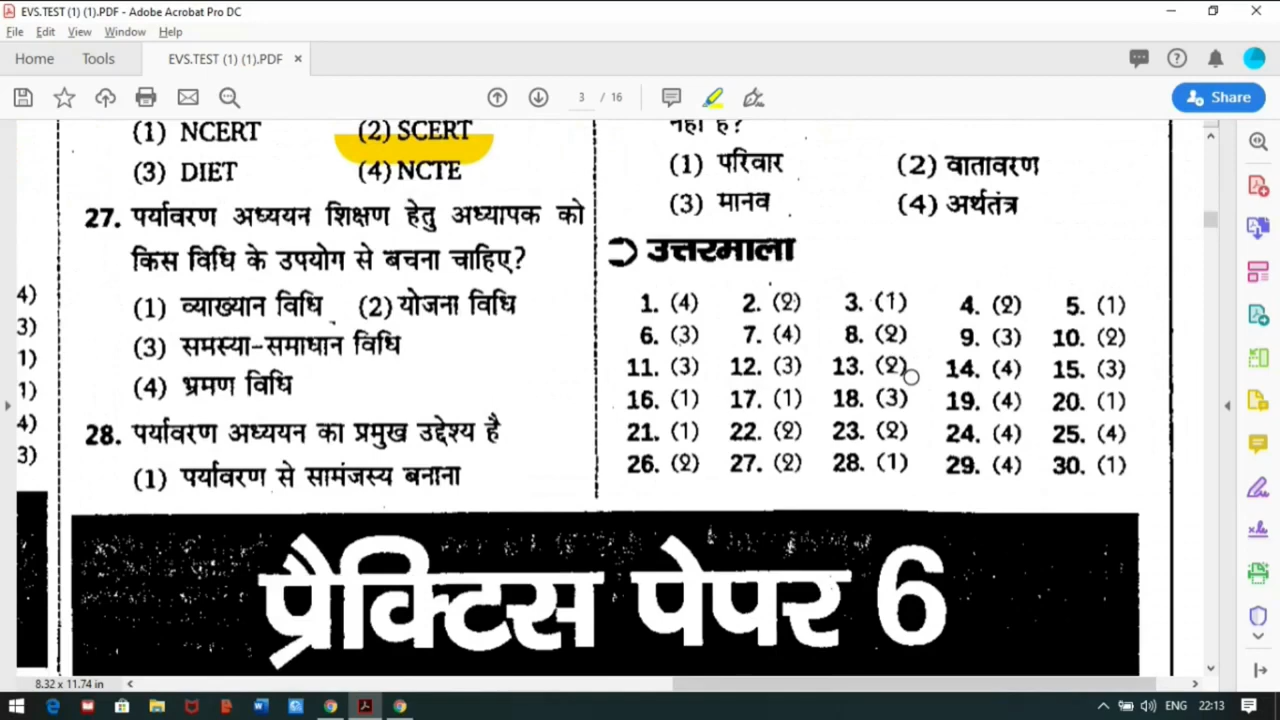 EVS.TEST (1) (1).PDF - Adobe Acrobat Pro DC
File Edit View Window Help
Home Tools EVS.TEST (1) (1).PDF ×
3 / 16
Share
(1) NCERT (2) SCERT
(3) DIET (4) NCTE
27. पर्यावरण अध्ययन शिक्षण हेतु अध्यापक को
किस विधि के उपयोग से बचना चाहिए?
(1) व्याख्यान विधि (2) योजना विधि
(3) समस्या-समाधान विधि
(4) भ्रमण विधि
28. पर्यावरण अध्ययन का प्रमुख उद्देश्य है
(1) पर्यावरण से सामंजस्य बनाना
4)
3)
1)
1)
4)
3)
नहीं है?
(1) परिवार (2) वातावरण
(3) मानव (4) अर्थतंत्र
उत्तरमाला
1. (4) 2. (2) 3. (1) 4. (2) 5. (1)
6. (3) 7. (4) 8. (2) 9. (3) 10. (2)
11. (3) 12. (3) 13. (2) 14. (4) 15. (3)
16. (1) 17. (1) 18. (3) 19. (4) 20. (1)
21. (1) 22. (2) 23. (2) 24. (4) 25. (4)
26. (2) 27. (2) 28. (1) 29. (4) 30. (1)
प्रैक्टिस पेपर 6
8.32 x 11.74 in
ENG 22:13